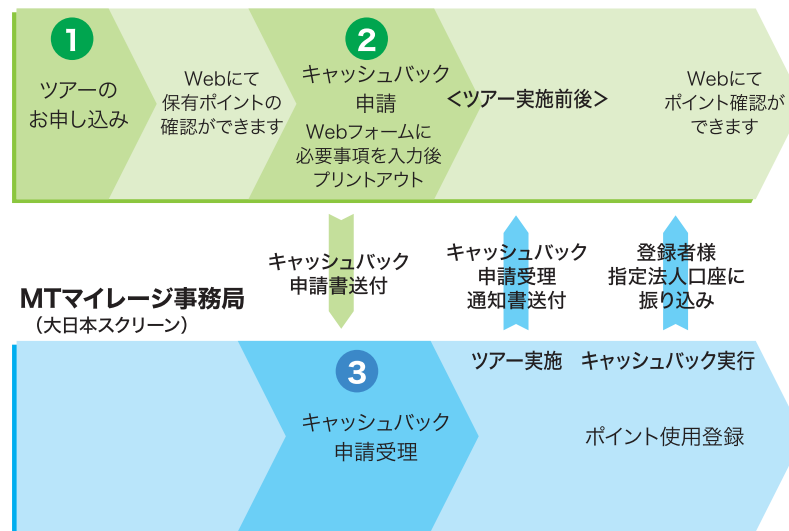 1
ツアーの
お申し込み
Webにて
保有ポイントの
確認ができます
2
キャッシュバック
申請
Webフォームに
必要事項を入力後
プリントアウト
<ツアー実施前後>
Webにて
ポイント確認が
できます
キャッシュバック
申請書送付
キャッシュバック
申請受理
通知書送付
登録者様
指定法人口座に
振り込み
MTマイレージ事務局
(大日本スクリーン)
3
キャッシュバック
申請受理
ツアー実施
キャッシュバック実行
ポイント使用登録